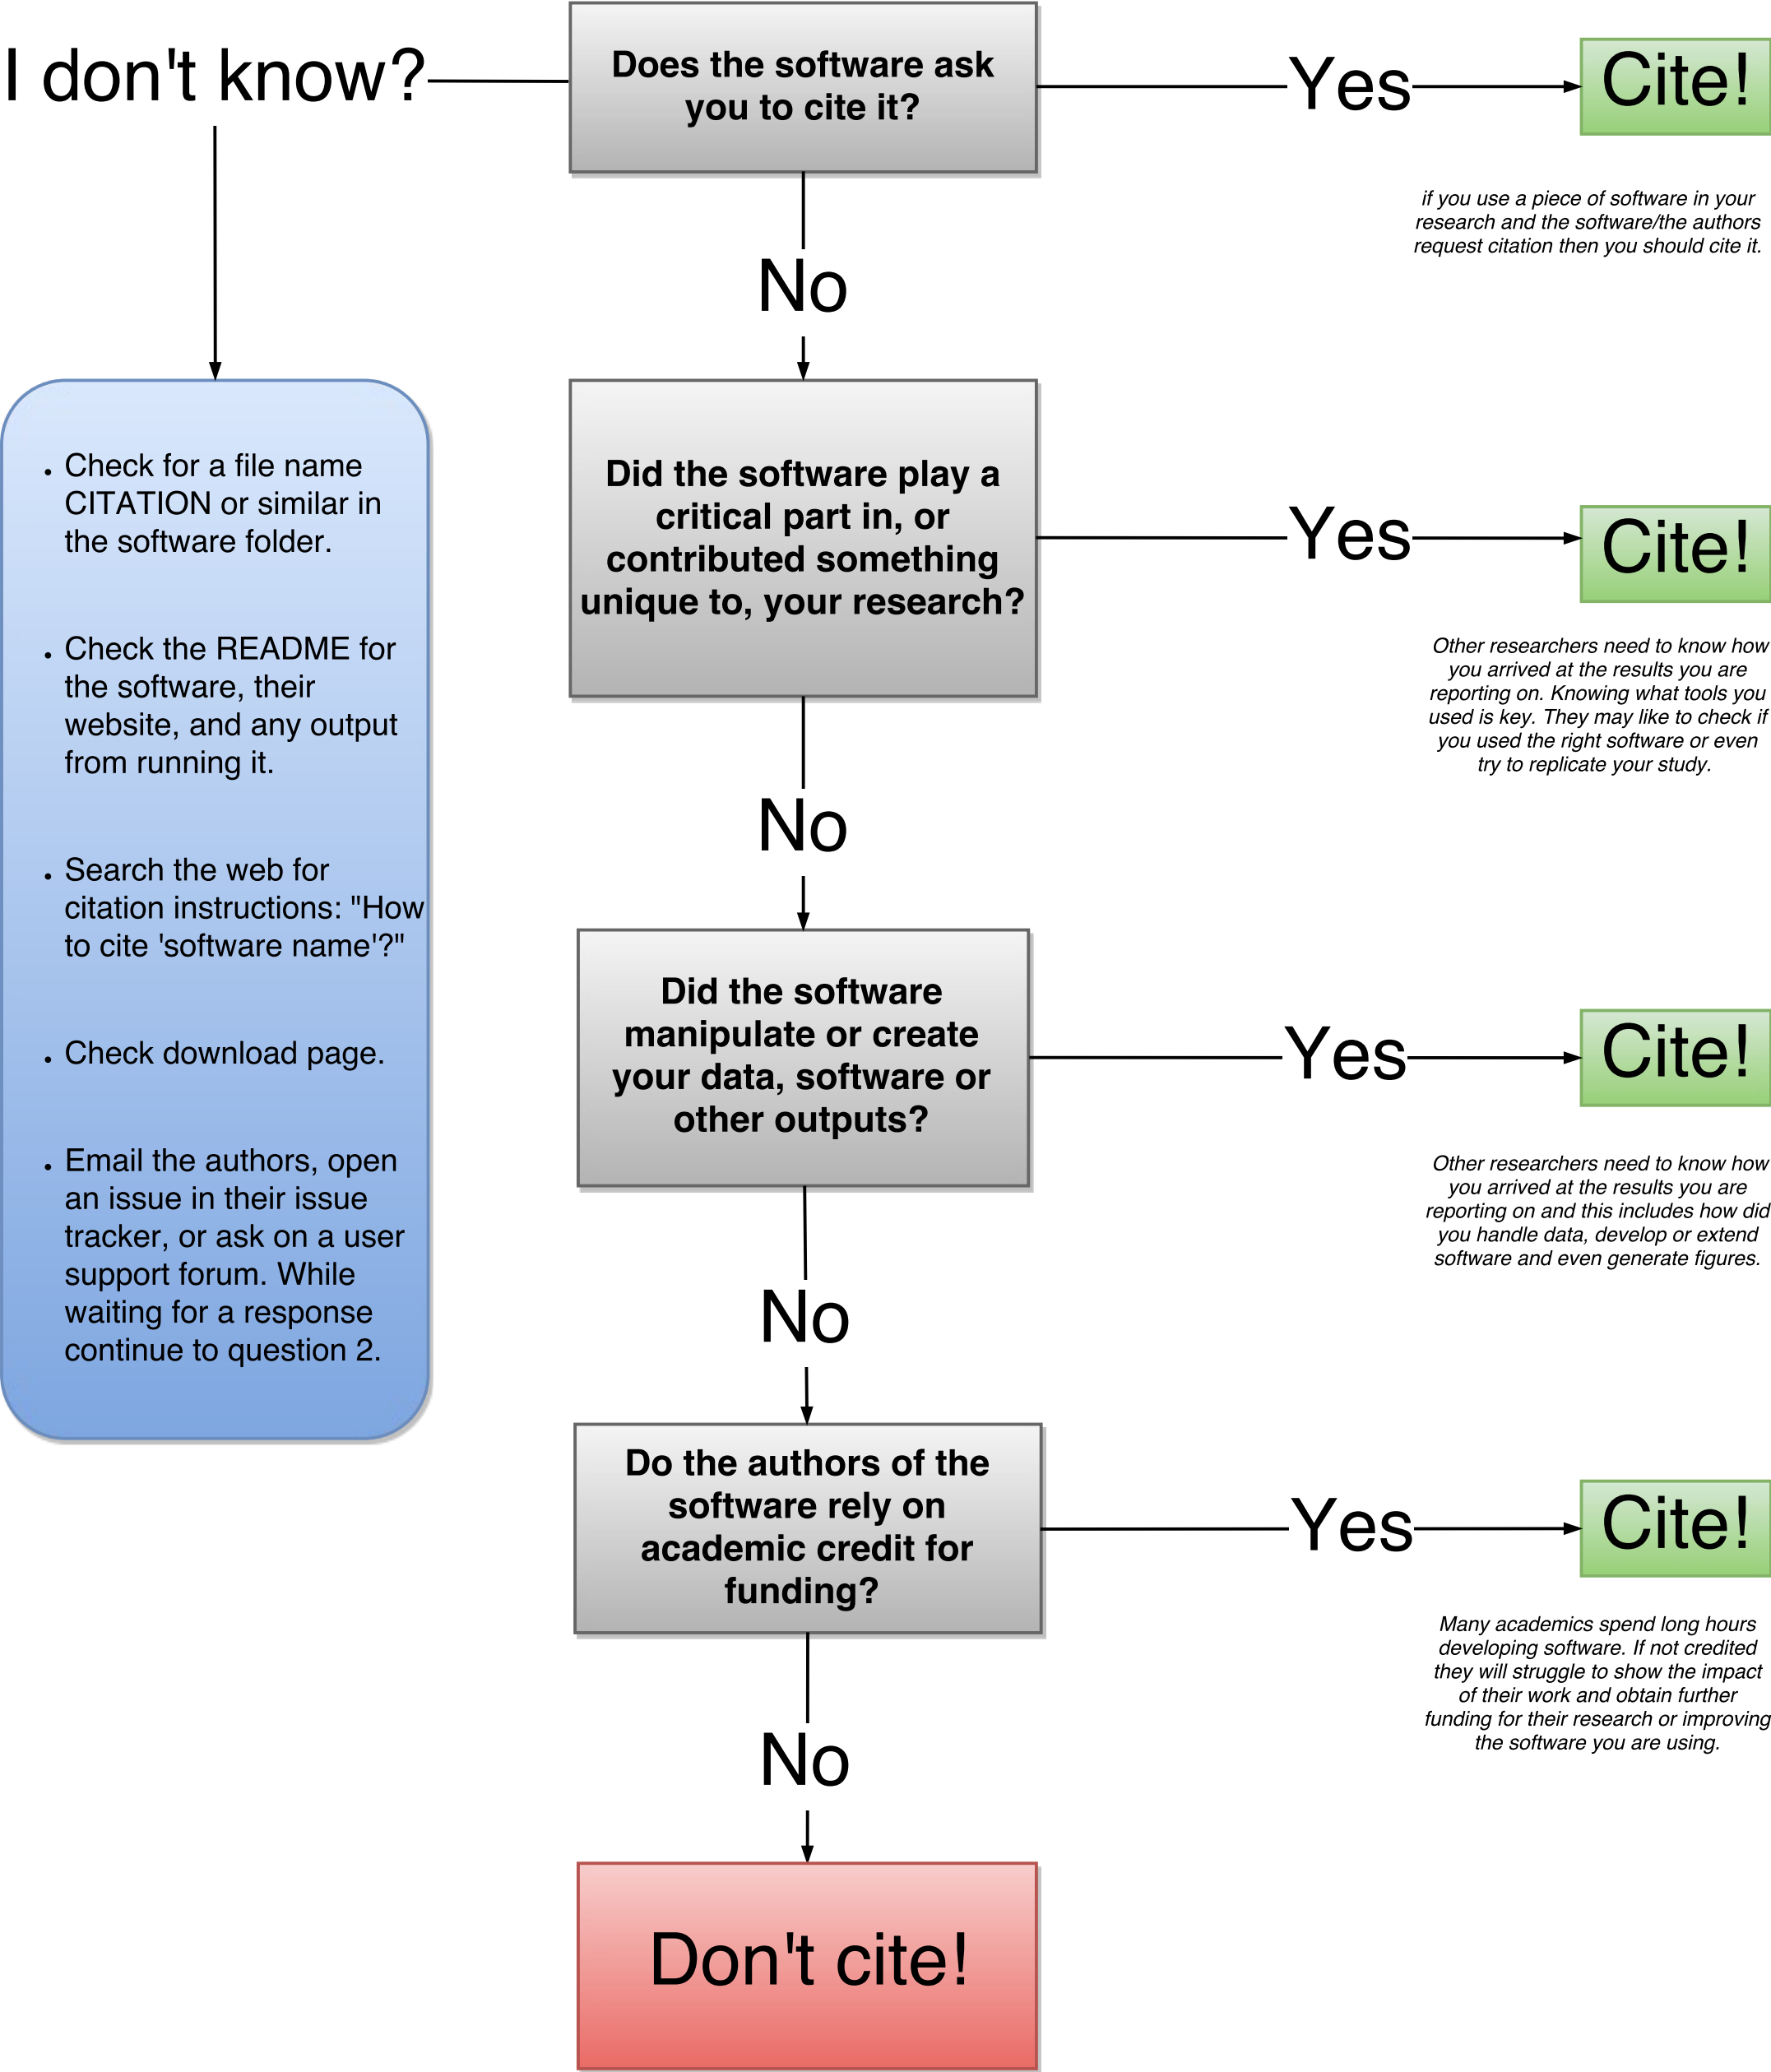 I don't know?
Does the software ask
you to cite it?
Yes
Cite!
if you use a piece of software in your
research and the software/the authors
request citation then you should cite it.
No
• Check for a file name
CITATION or similar in
the software folder.
• Check the README for
the software, their
website, and any output
from running it.
• Search the web for
citation instructions: "How
to cite 'software name'?"
• Check download page.
• Email the authors, open
an issue in their issue
tracker, or ask on a user
support forum. While
waiting for a response
continue to question 2.
Did the software play a
critical part in, or
contributed something
unique to, your research?
Yes
Cite!
Other researchers need to know how
you arrived at the results you are
reporting on. Knowing what tools you
used is key. They may like to check if
you used the right software or even
try to replicate your study.
No
Did the software
manipulate or create
your data, software or
other outputs?
Yes
Cite!
Other researchers need to know how
you arrived at the results you are
reporting on and this includes how did
you handle data, develop or extend
software and even generate figures.
No
Do the authors of the
software rely on
academic credit for
funding?
Yes
Cite!
Many academics spend long hours
developing software. If not credited
they will struggle to show the impact
of their work and obtain further
funding for their research or improving
the software you are using.
No
Don't cite!